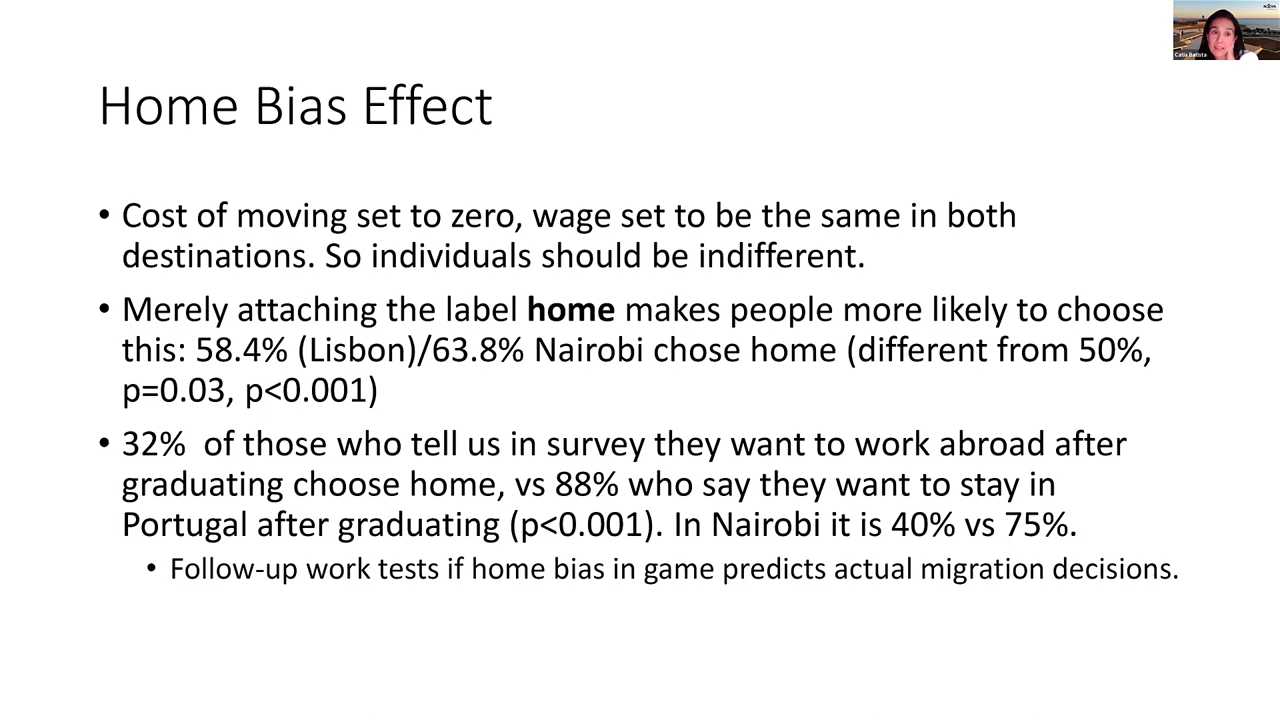 Catia Batista
Home Bias Effect
• Cost of moving set to zero, wage set to be the same in both
destinations. So individuals should be indifferent.
• Merely attaching the label home makes people more likely to choose
this: 58.4% (Lisbon)/63.8% Nairobi chose home (different from 50%,
p=0.03, p<0.001)
• 32%  of those who tell us in survey they want to work abroad after
graduating choose home, vs 88% who say they want to stay in
Portugal after graduating (p<0.001). In Nairobi it is 40% vs 75%.
• Follow-up work tests if home bias in game predicts actual migration decisions.